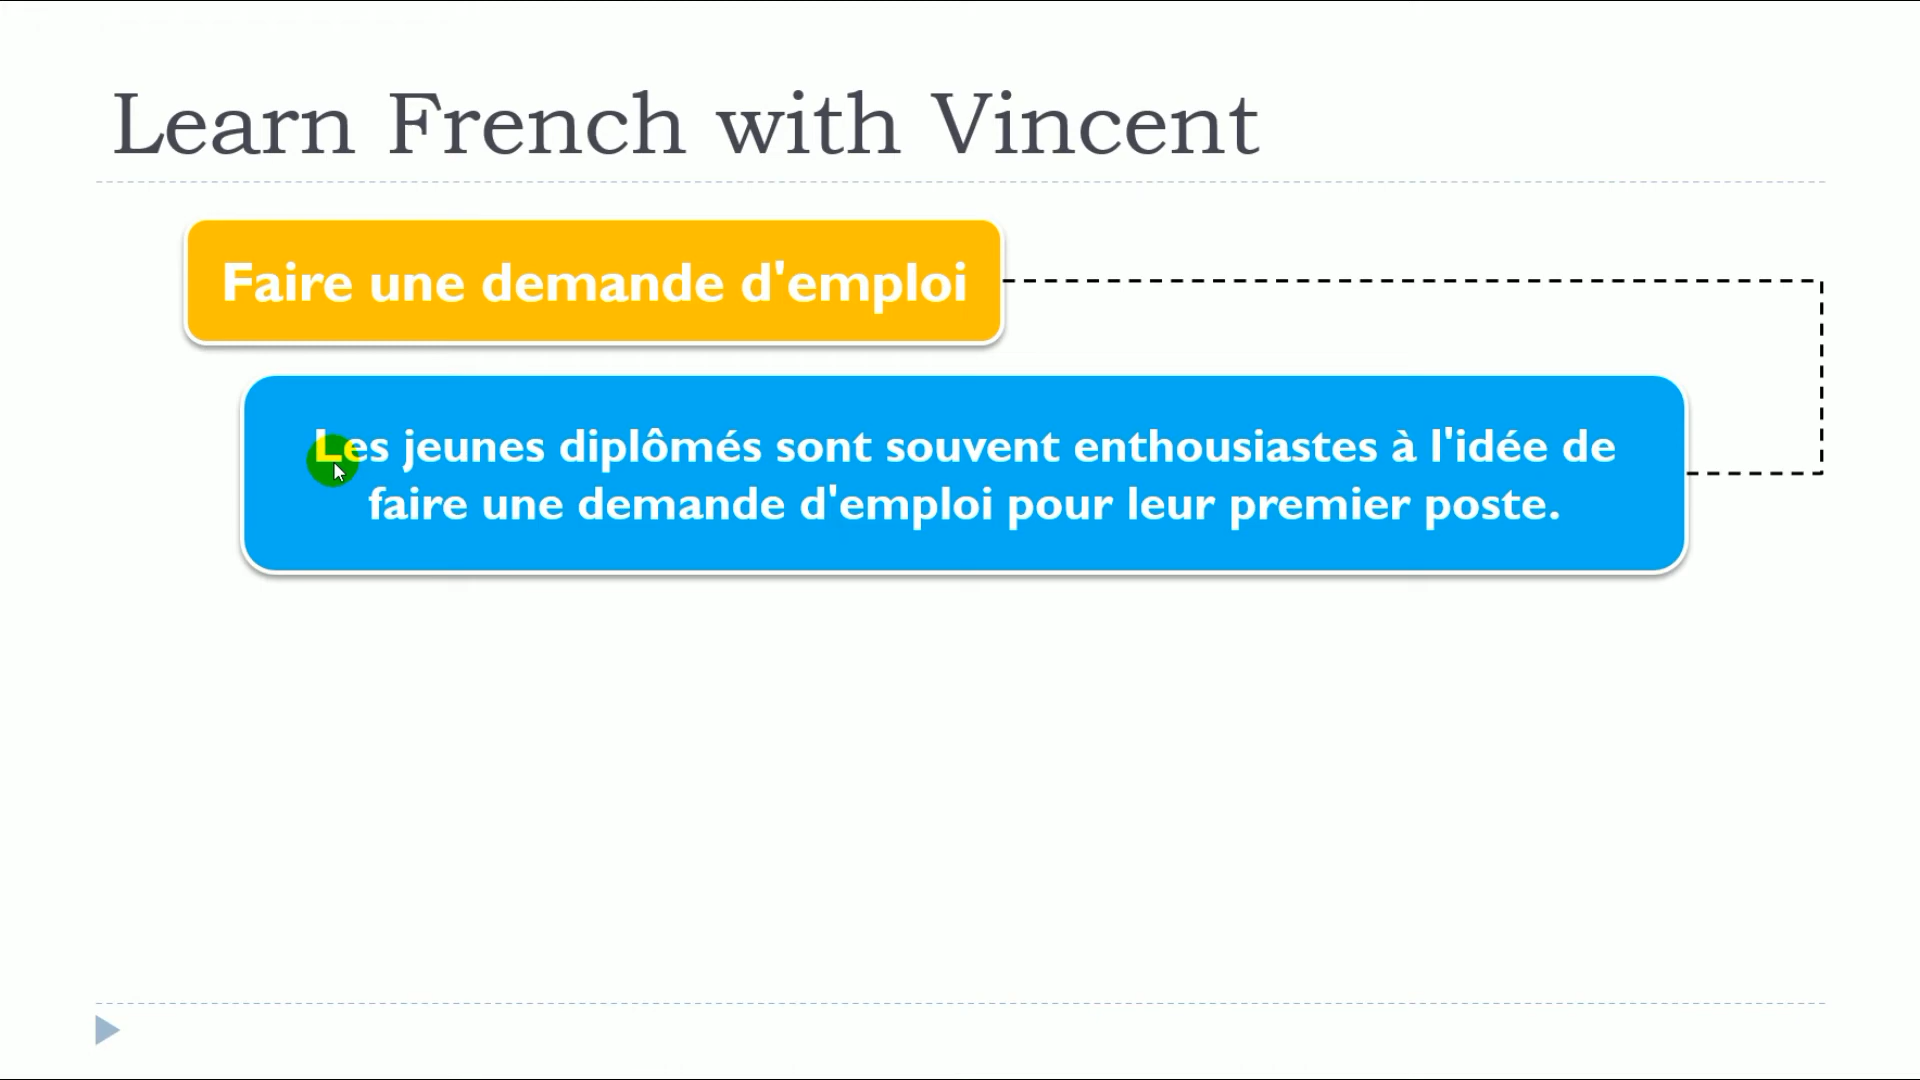 Learn French with Vincent
Faire une demande d'emploi
Les jeunes diplômés sont souvent enthousiastes à l'idée de
faire une demande d'emploi pour leur premier poste.